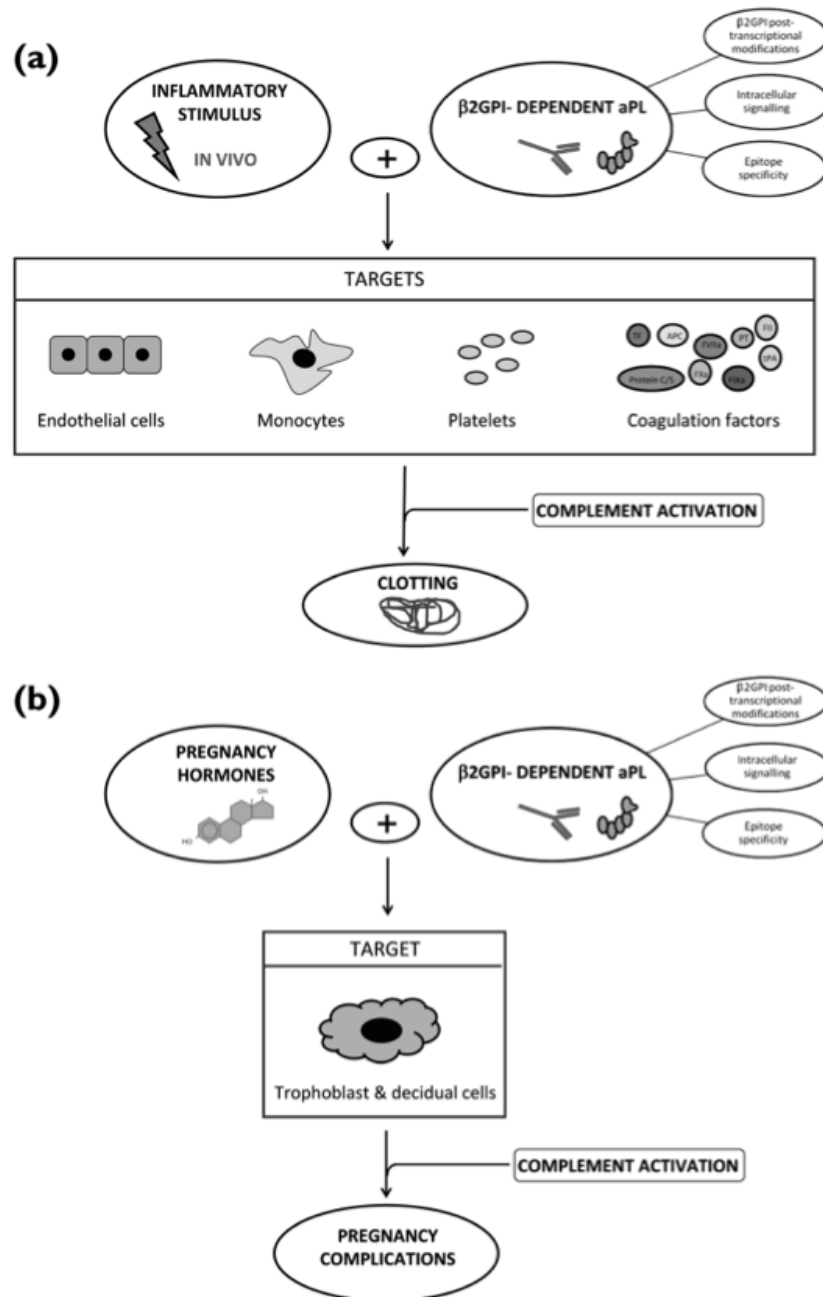 (a)
β2GPI post-
transcriptional
modifications
INFLAMMATORY
STIMULUS
IN VIVO
+
β2GPI- DEPENDENT aPL
Intracellular
signalling
Epitope
specificity
TARGETS
TF
APC
FVIIa
PT
FII
tPA
Protein C/S
FXa
FIXa
Endothelial cells
Monocytes
Platelets
Coagulation factors
COMPLEMENT ACTIVATION
CLOTTING
(b)
β2GPI post-
transcriptional
modifications
PREGNANCY
HORMONES
OH
HO
+
β2GPI- DEPENDENT aPL
Intracellular
signalling
Epitope
specificity
TARGET
Trophoblast & decidual cells
COMPLEMENT ACTIVATION
PREGNANCY
COMPLICATIONS